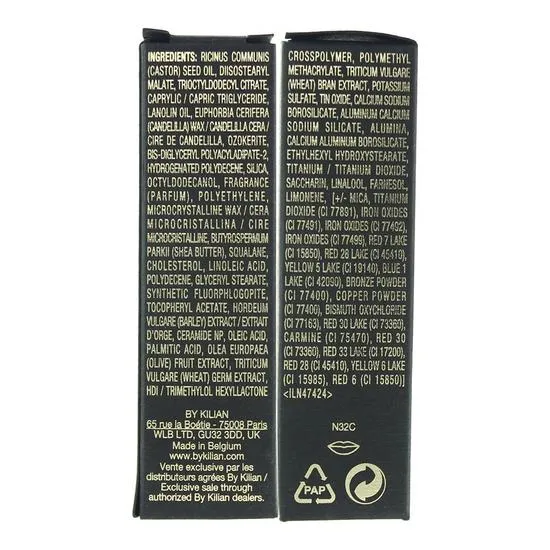 INGREDIENTS: RICINUS COMMUNIS
(CASTOR) SEED OIL, DIISOSTEARYL
MALATE, TRIOCTYLDODECYL CITRATE,
CAPRYLIC / CAPRIC TRIGLYCERIDE,
LANOLIN OIL, EUPHORBIA CERIFERA
(CANDELILLA) WAX / CANDELILLA CERA /
CIRE DE CANDELILLA, OZOKERITE,
BIS-DIGLYCERYL POLYACYLADIPATE-2,
HYDROGENATED POLYDECENE, SILICA,
OCTYLDODECANOL, FRAGRANCE
(PARFUM), POLYETHYLENE,
MICROCRYSTALLINE WAX / CERA
MICROCRISTALLINA / CIRE
MICROCRISTALLINE, BUTYROSPERMUM
PARKII (SHEA BUTTER), SQUALANE,
CHOLESTEROL, LINOLEIC ACID,
POLYDECENE, GLYCERYL STEARATE,
SYNTHETIC FLUORPHLOGOPITE,
TOCOPHERYL ACETATE, HORDEUM
VULGARE (BARLEY) EXTRACT / EXTRAIT
D'ORGE, CERAMIDE NP, OLEIC ACID,
PALMITIC ACID, OLEA EUROPAEA
(OLIVE) FRUIT EXTRACT, TRITICUM
VULGARE (WHEAT) GERM EXTRACT,
HDI / TRIMETHYLOL HEXYLLACTONE
BY KILIAN
65 rue la Boétie - 75008 Paris
WLB LTD, GU32 3DD, UK
Made in Belgium
www.bykilian.com
Vente exclusive par les
distributeurs agréées By Kilian /
Exclusive sale through
authorized By Kilian dealers.
CROSSPOLYMER, POLYMETHYL
METHACRYLATE, TRITICUM VULGARE
(WHEAT) BRAN EXTRACT, POTASSIUM
SULFATE, TIN OXIDE, CALCIUM SODIUM
BOROSILICATE, ALUMINUM CALCIUM
SODIUM SILICATE, ALUMINA,
CALCIUM ALUMINUM BOROSILICATE,
ETHYLHEXYL HYDROXYSTEARATE,
TITANIUM / TITANIUM DIOXIDE,
SACCHARIN, LINALOOL, FARNESOL,
LIMONENE, [+/- MICA, TITANIUM
DIOXIDE (CI 77891), IRON OXIDES
(CI 77491), IRON OXIDES (CI 77492),
IRON OXIDES (CI 77499), RED 7 LAKE
(CI 15850), RED 28 LAKE (CI 45410),
YELLOW 5 LAKE (CI 19140), BLUE 1
LAKE (CI 42090), BRONZE POWDER
(CI 77400), COPPER POWDER
(CI 77400), BISMUTH OXYCHLORIDE
(CI 77163), RED 30 LAKE (CI 73360),
CARMINE (CI 75470), RED 30
(CI 73360), RED 33 LAKE (CI 17200),
RED 28 (CI 45410), YELLOW 6 LAKE
(CI 15985), RED 6 (CI 15850)]
<ILN47424>
N32C
PAP